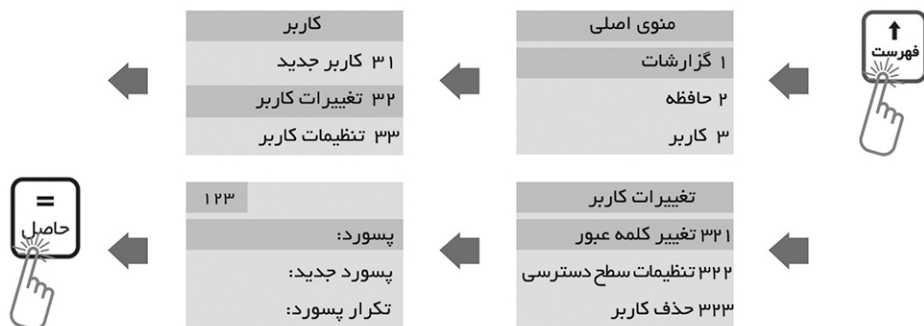 فهرست
منوی اصلی
۱ گزارشات
۲ حافظه
۳ کاربر
کاربر
۳۱ کاربر جدید
۳۲ تغییرات کاربر
۳۳ تنظیمات کاربر
تغییرات کاربر
۳۲۱ تغییر کلمه عبور
۳۲۲ تنظیمات سطح دسترسی
۳۲۳ حذف کاربر
۱۲۳
پسورد:
پسورد جدید:
تکرار پسورد:
=
حاصل